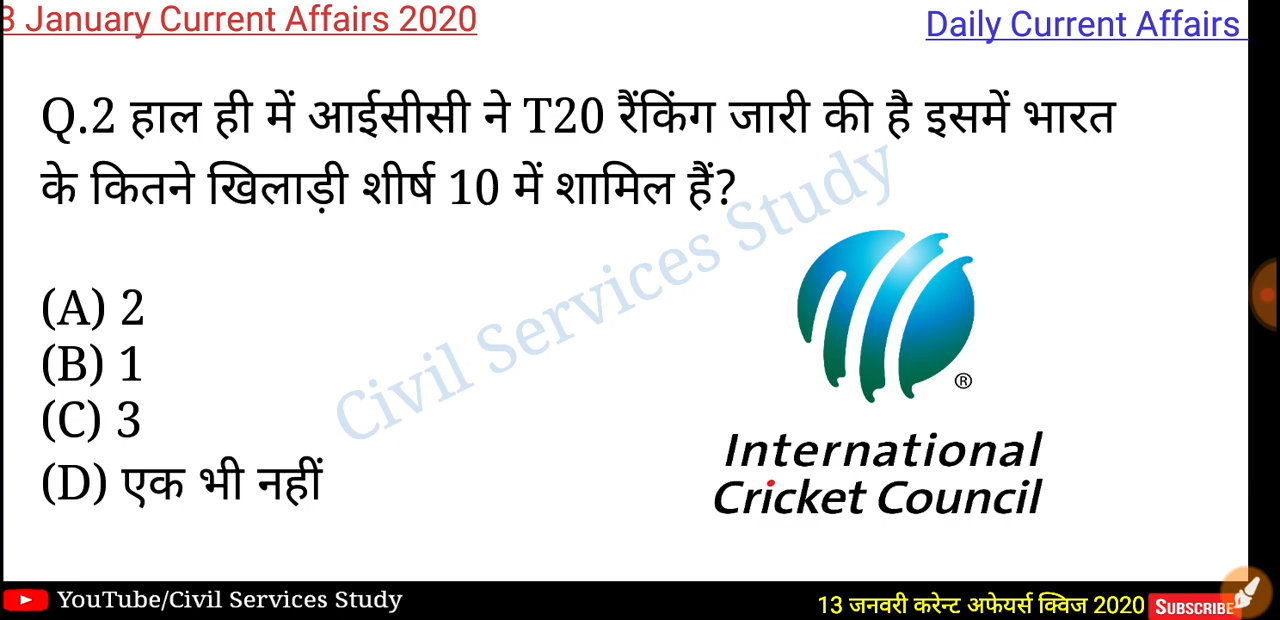 3 January Current Affairs 2020
Daily Current Affairs
Q.2 हाल ही में आईसीसी ने T20 रैंकिंग जारी की है इसमें भारत
के कितने खिलाड़ी शीर्ष 10 में शामिल हैं?
Civil Services Study
(A) 2
(B) 1
(C) 3
(D) एक भी नहीं
®
International
Cricket Council
YouTube/Civil Services Study
13 जनवरी करेन्ट अफेयर्स क्विज 2020
SUBSCRIBE